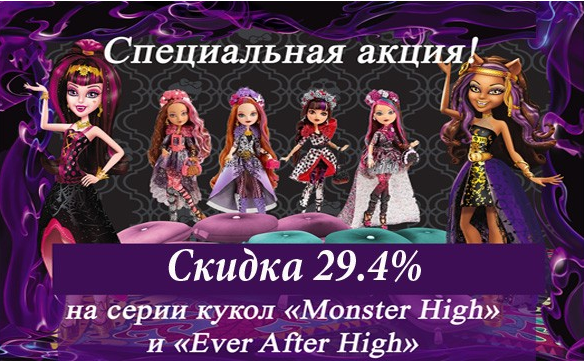 Специальная акция!
Скидка 29.4%
на серии кукол «Monster High»
и «Ever After High»